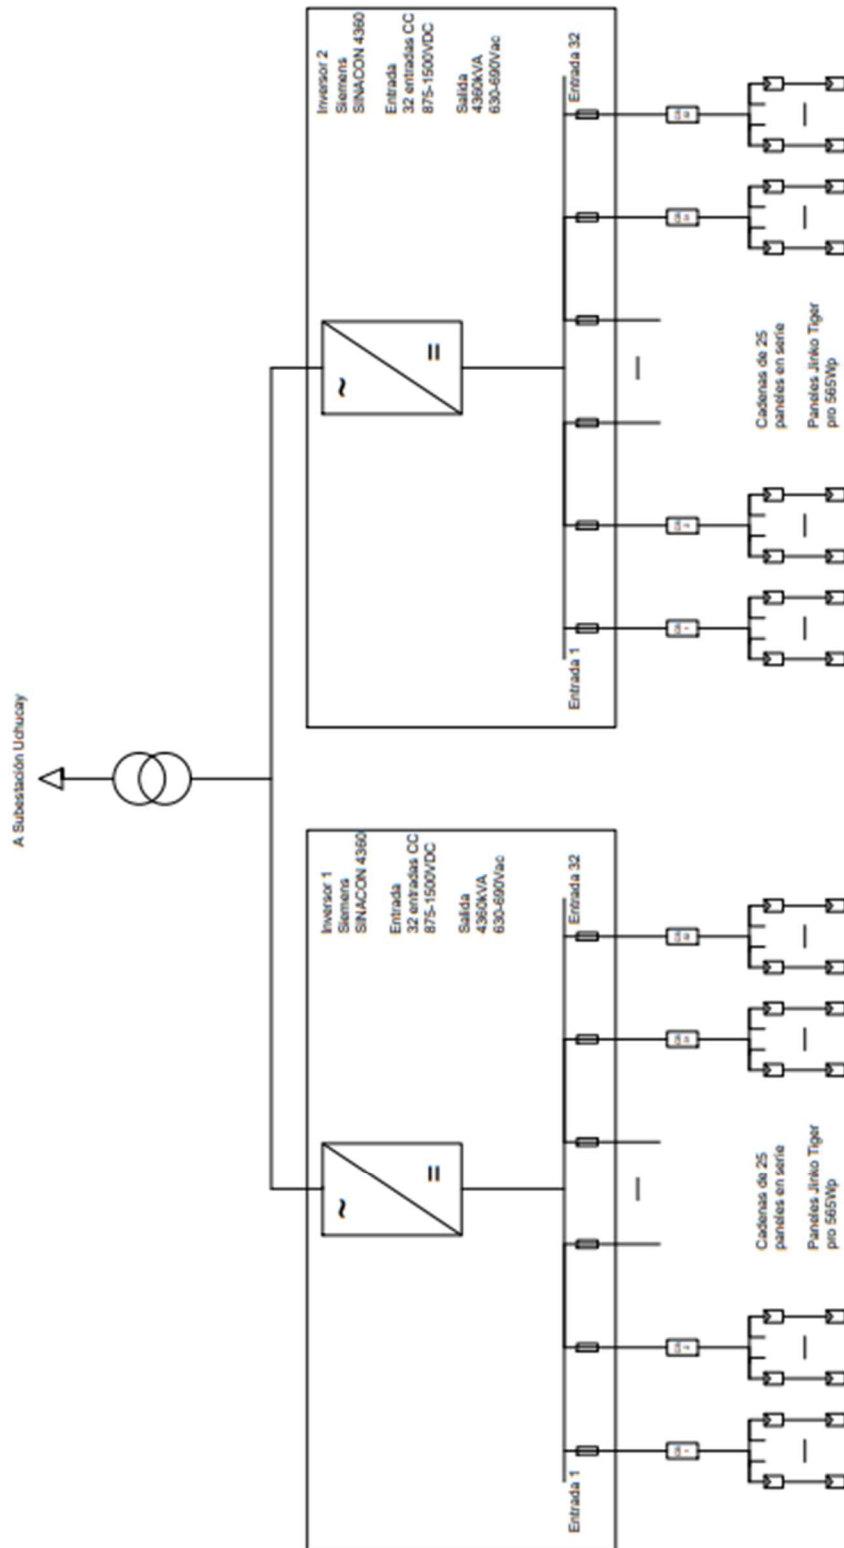 A Subestación Uchucay
Inversor 1
Siemens
SINACON 4360
Entrada
32 entradas CC
875-1500VDC
Salida
4360kVA
630-690Vac
Entrada 1
Entrada 32
Cadenas de 25
paneles en serie
Paneles Jinko Tiger
pro 565Wp
Inversor 2
Siemens
SINACON 4360
Entrada
32 entradas CC
875-1500VDC
Salida
4360kVA
630-690Vac
Entrada 1
Entrada 32
Cadenas de 25
paneles en serie
Paneles Jinko Tiger
pro 565Wp